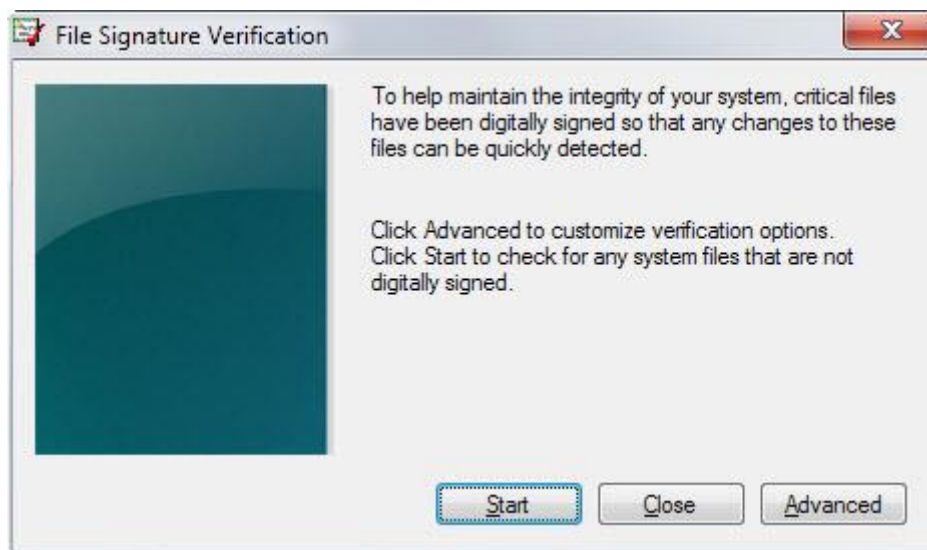 File Signature Verification
To help maintain the integrity of your system, critical files
have been digitally signed so that any changes to these
files can be quickly detected.
Click Advanced to customize verification options.
Click Start to check for any system files that are not
digitally signed.
Start Close Advanced